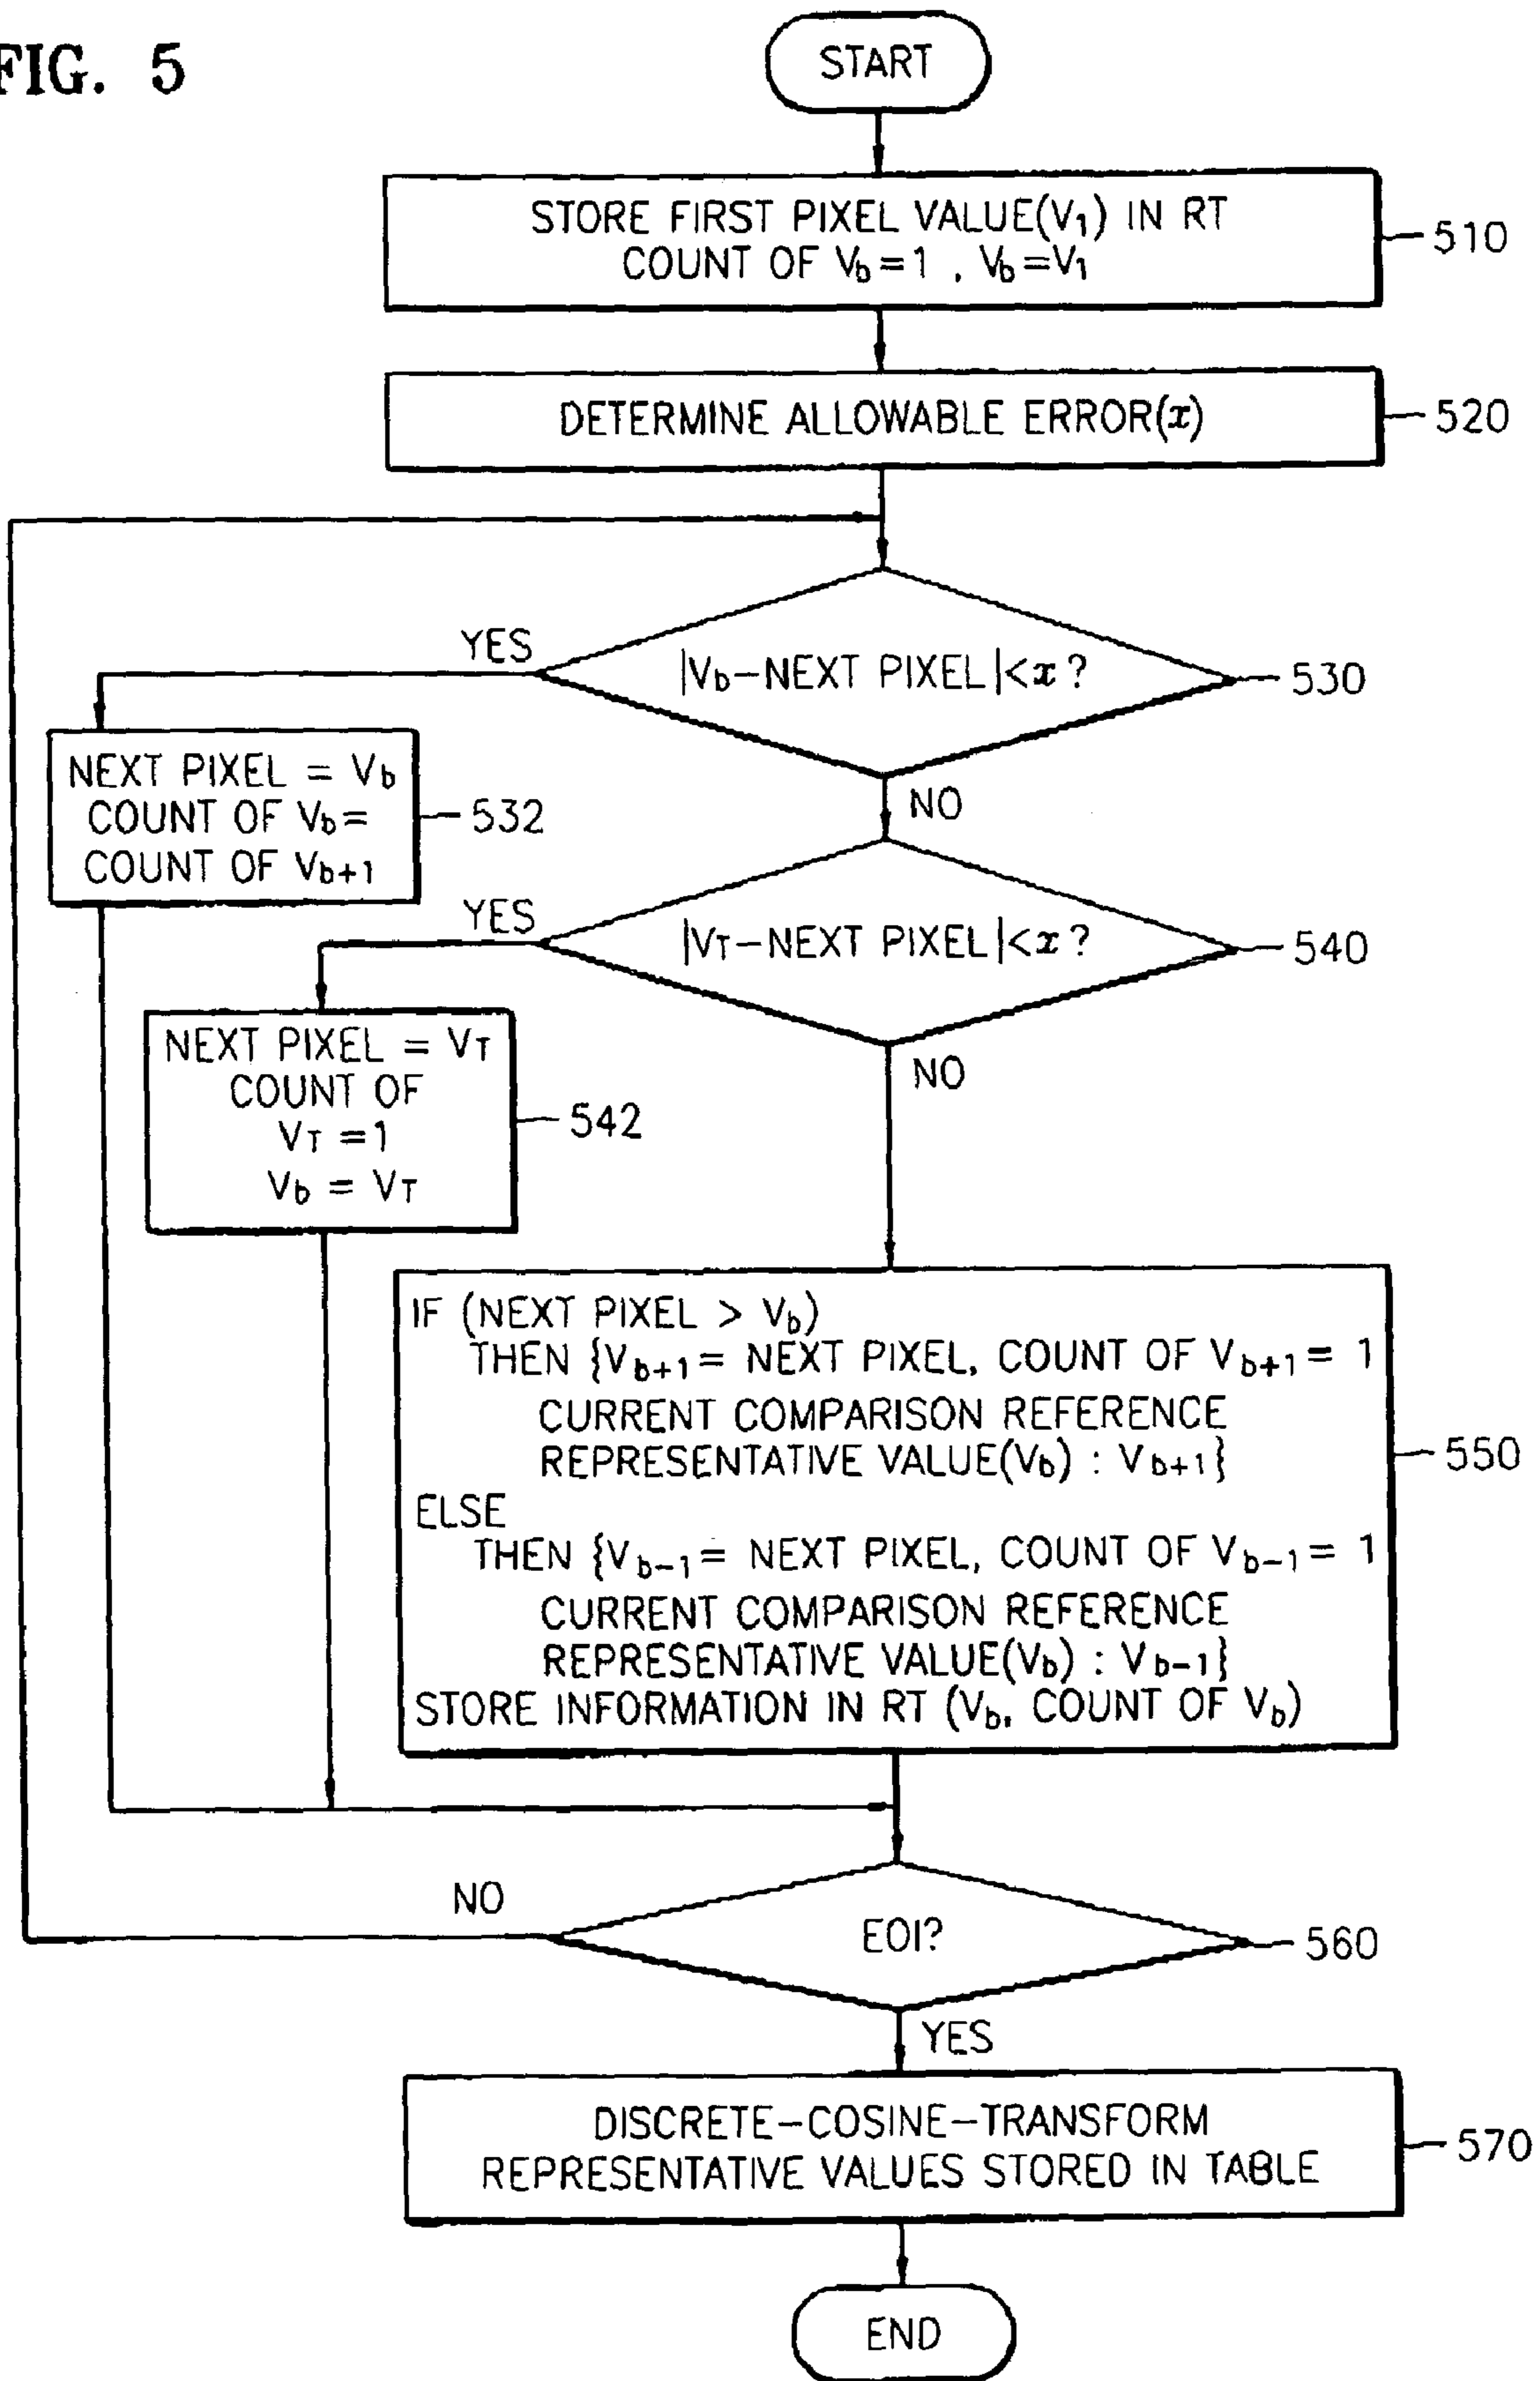 FIG. 5
START
STORE FIRST PIXEL VALUE(V1) IN RT
COUNT OF Vb=1 , Vb=V1
510
DETERMINE ALLOWABLE ERROR(x)
520
YES
|Vb-NEXT PIXEL|<x?
530
NEXT PIXEL = Vb
COUNT OF Vb=
COUNT OF Vb+1
532
NO
YES
|VT-NEXT PIXEL|<x?
540
NEXT PIXEL = VT
COUNT OF
VT =1
Vb = VT
542
NO
IF (NEXT PIXEL > Vb)
THEN {Vb+1= NEXT PIXEL, COUNT OF Vb+1= 1
CURRENT COMPARISON REFERENCE
REPRESENTATIVE VALUE(Vb) : Vb+1}
ELSE
THEN {Vb-1= NEXT PIXEL, COUNT OF Vb-1= 1
CURRENT COMPARISON REFERENCE
REPRESENTATIVE VALUE(Vb) : Vb-1}
STORE INFORMATION IN RT (Vb, COUNT OF Vb)
550
NO
EOI?
560
YES
DISCRETE-COSINE-TRANSFORM
REPRESENTATIVE VALUES STORED IN TABLE
570
END